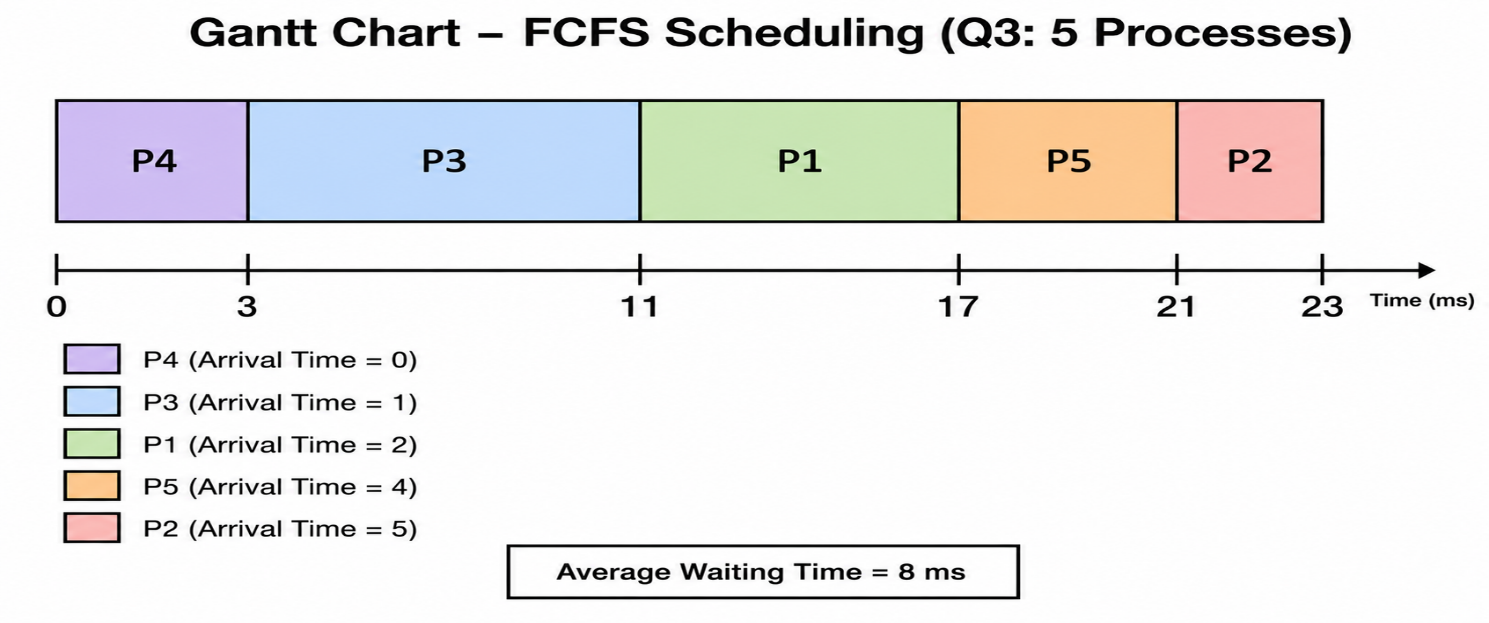 Gantt Chart – FCFS Scheduling (Q3: 5 Processes)
P4 P3 P1 P5 P2
0 3 11 17 21 23 Time (ms)
P4 (Arrival Time = 0)
P3 (Arrival Time = 1)
P1 (Arrival Time = 2)
P5 (Arrival Time = 4)
P2 (Arrival Time = 5)
Average Waiting Time = 8 ms